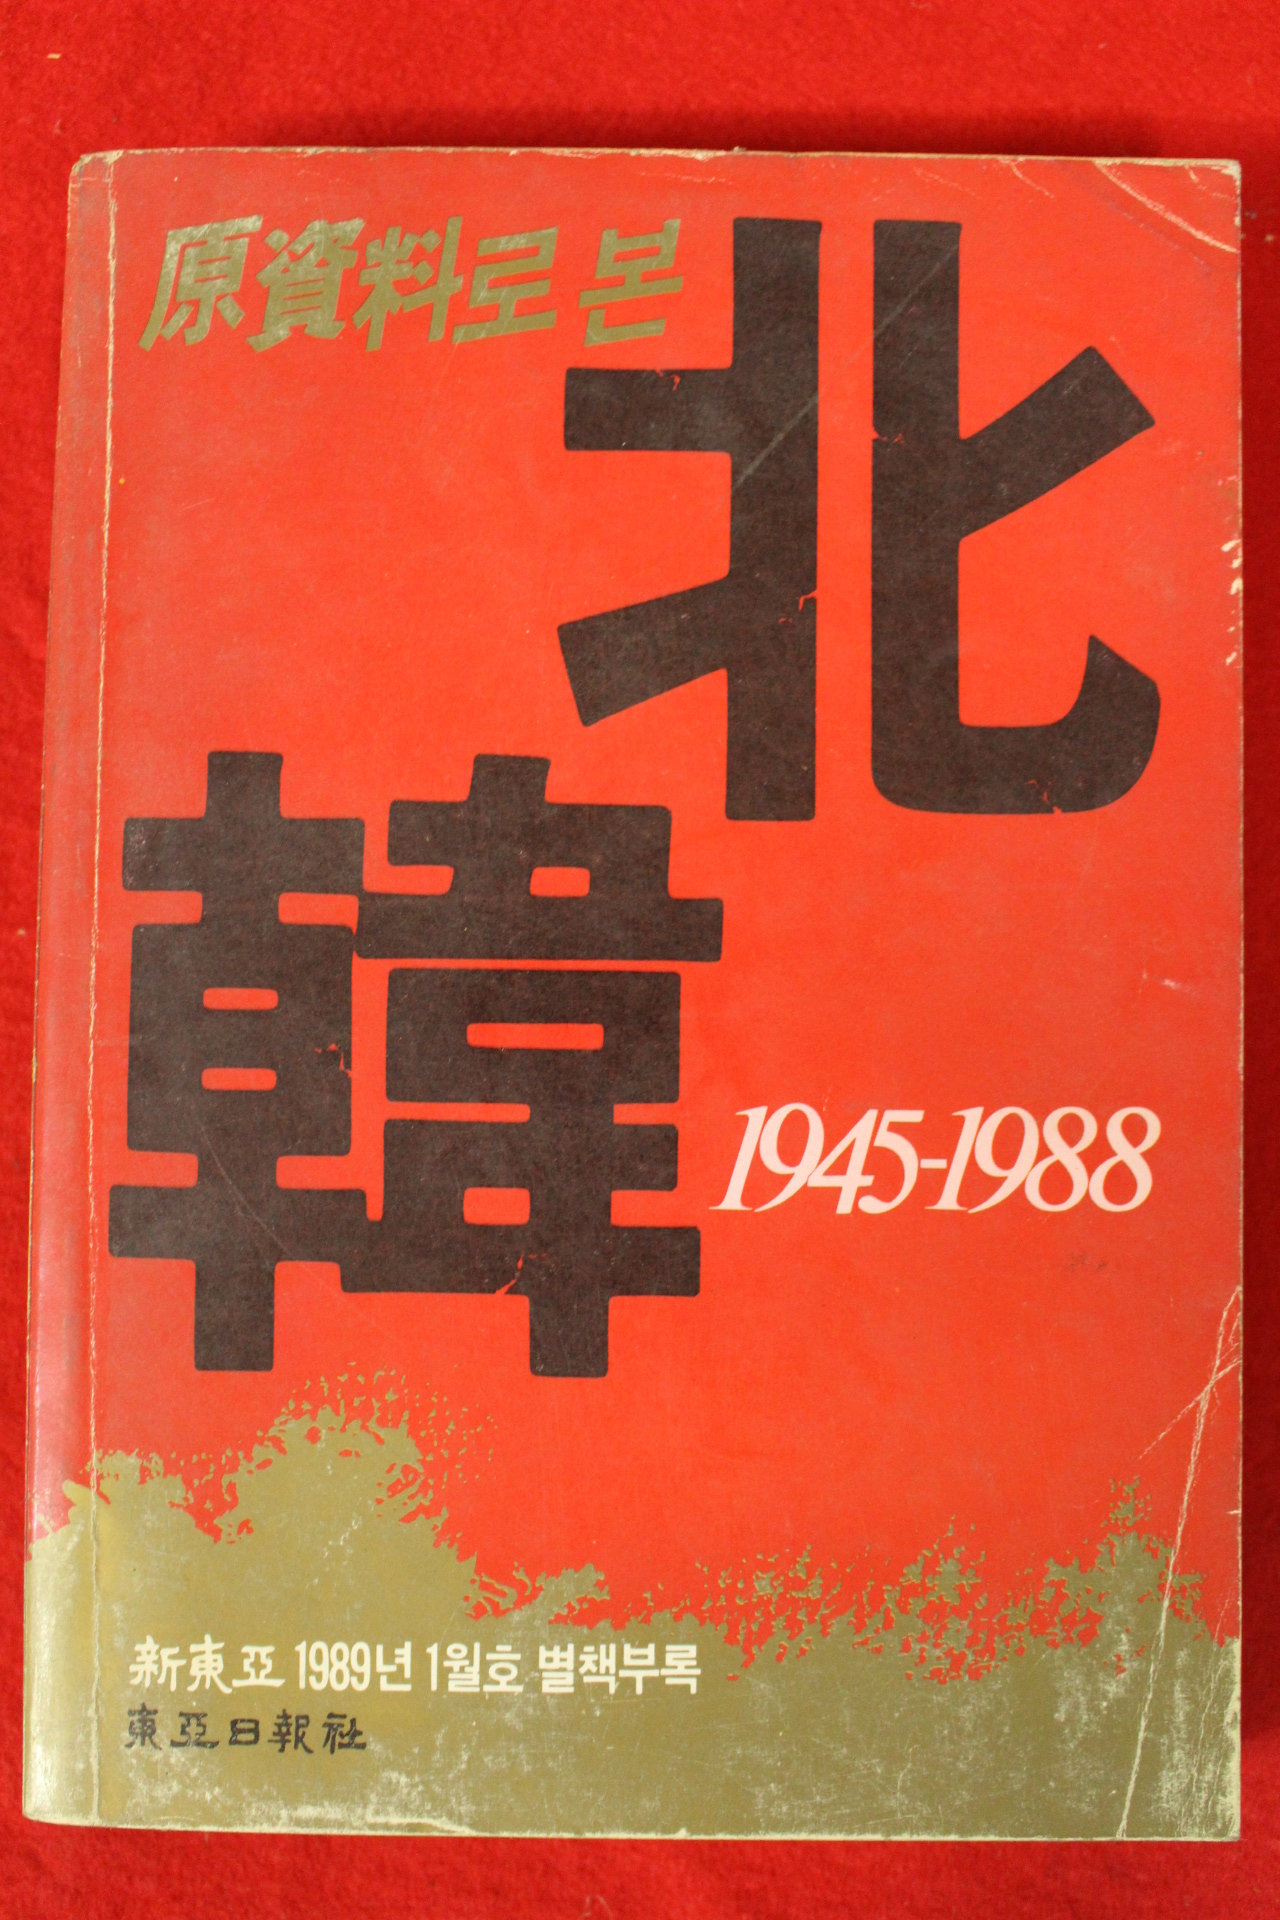 原資料로 본
北
韓
1945-1988
新東亞 1989년 1월호 별책부록
東亞日報社